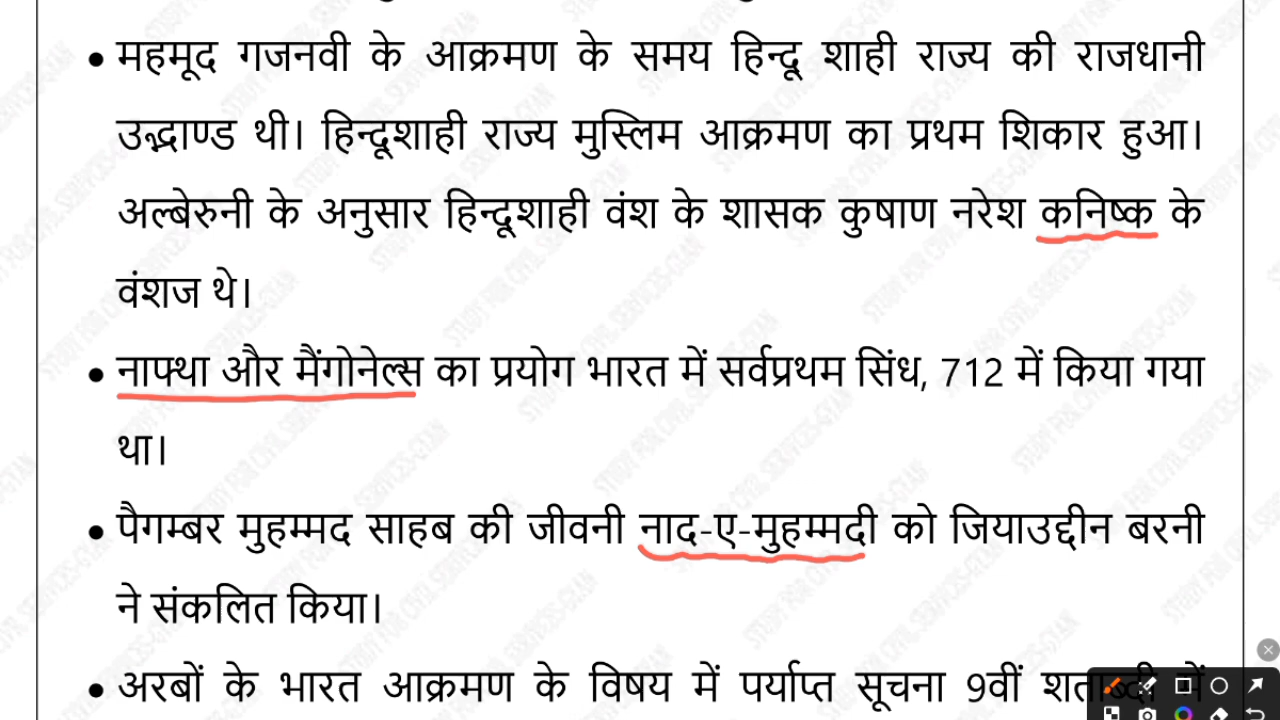 • महमूद गजनवी के आक्रमण के समय हिन्दू शाही राज्य की राजधानी
उद्भाण्ड थी। हिन्दूशाही राज्य मुस्लिम आक्रमण का प्रथम शिकार हुआ।
अल्बेरुनी के अनुसार हिन्दूशाही वंश के शासक कुषाण नरेश कनिष्क के
वंशज थे।
• नाफ्था और मैंगोनेल्स का प्रयोग भारत में सर्वप्रथम सिंध, 712 में किया गया
था।
• पैगम्बर मुहम्मद साहब की जीवनी नाद-ए-मुहम्मदी को जियाउद्दीन बरनी
ने संकलित किया।
• अरबों के भारत आक्रमण के विषय में पर्याप्त सूचना 9वीं शताब्दी में